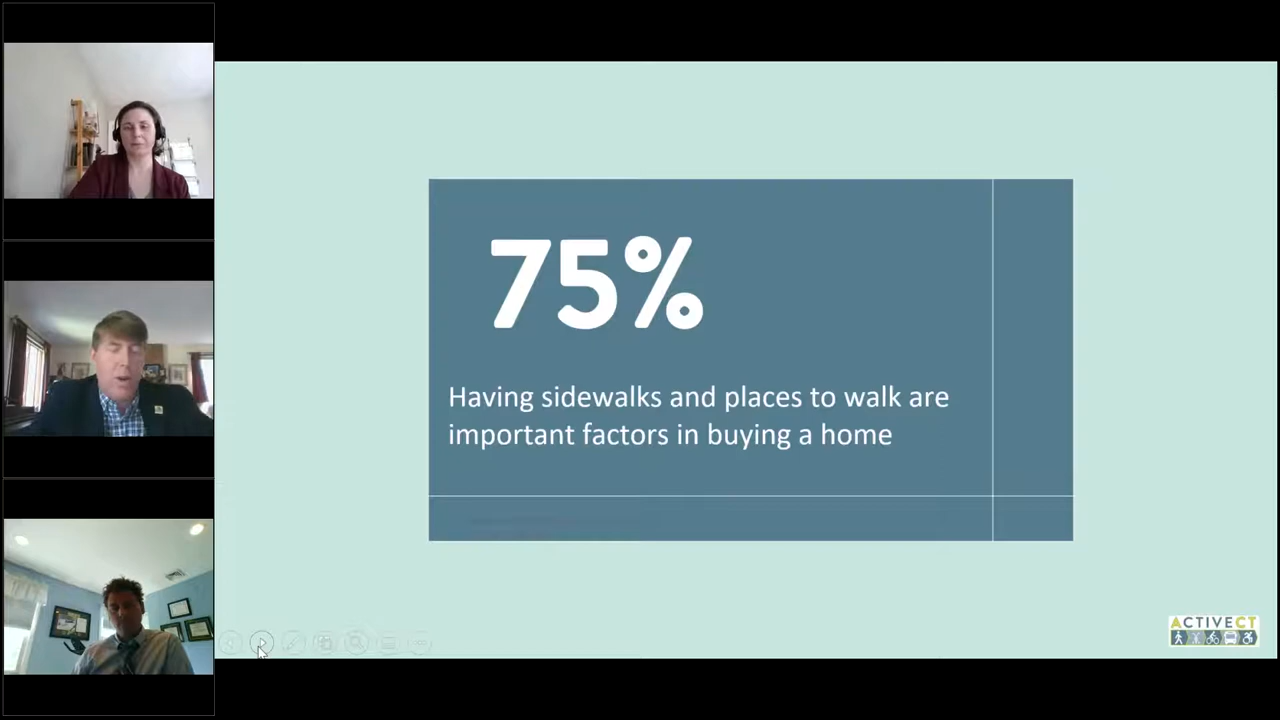 75%
Having sidewalks and places to walk are
important factors in buying a home
ACTIVECT